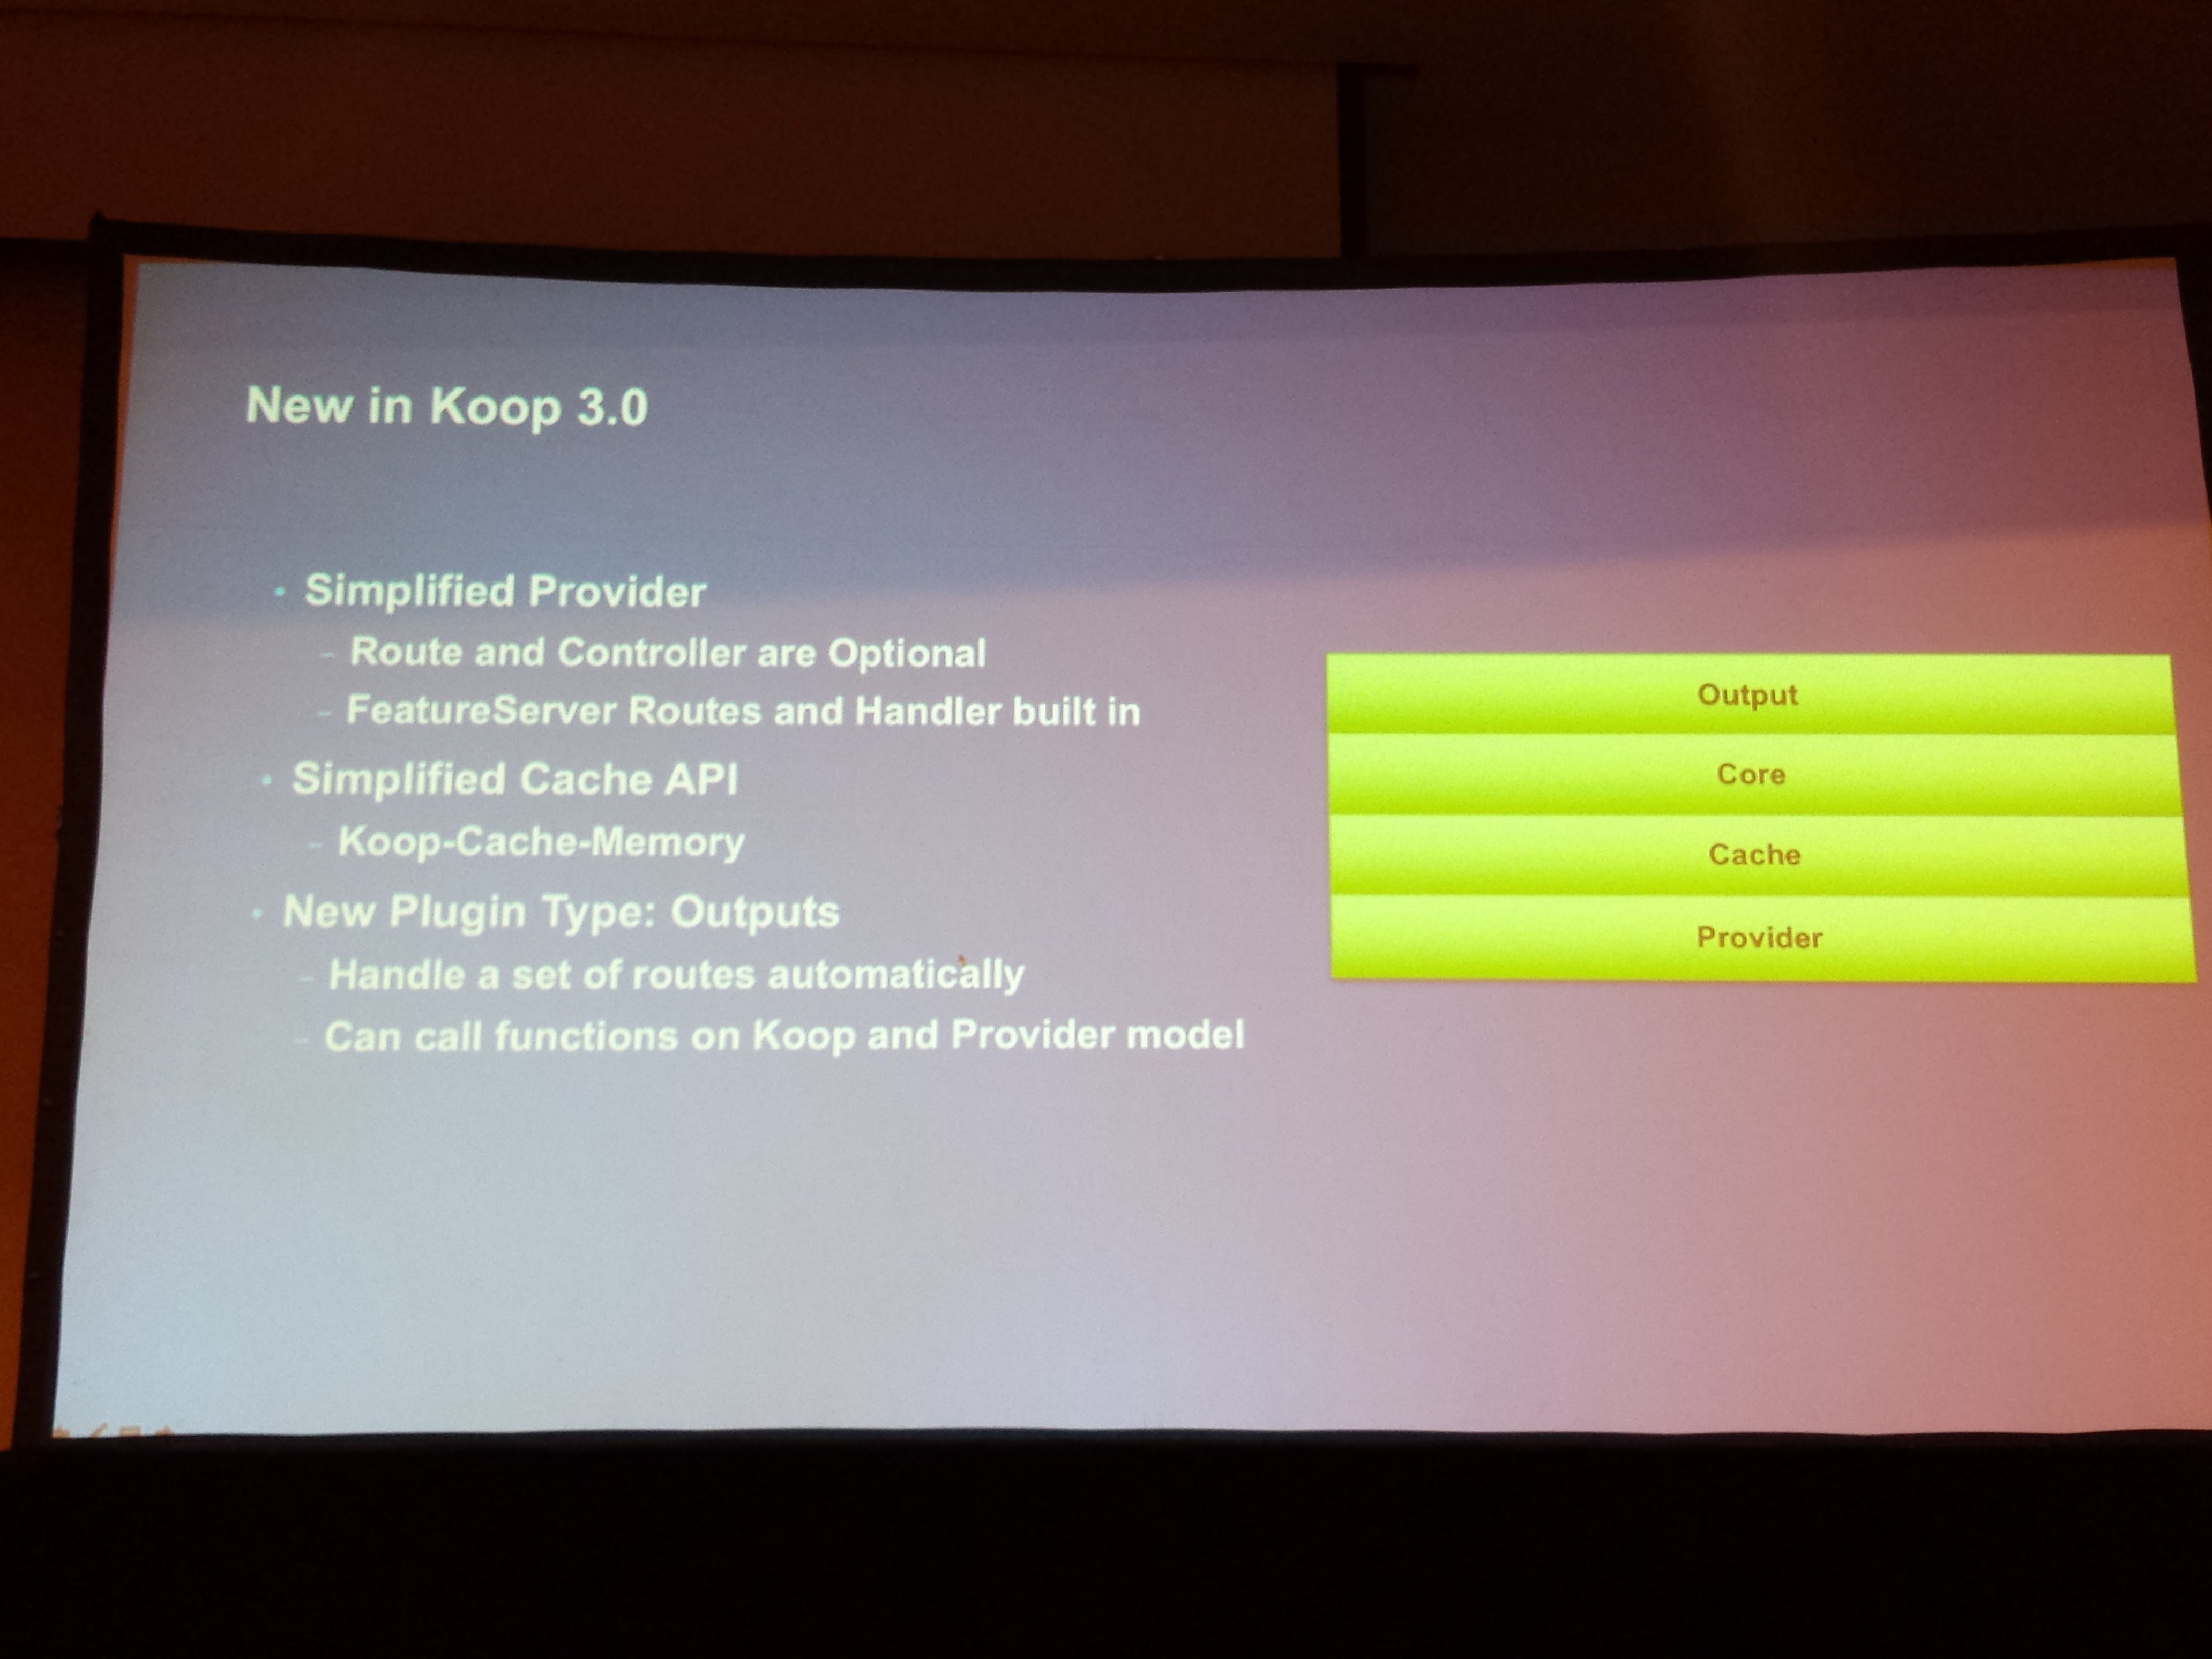 New in Koop 3.0
• Simplified Provider
– Route and Controller are Optional
– FeatureServer Routes and Handler built in
• Simplified Cache API
– Koop-Cache-Memory
• New Plugin Type: Outputs
– Handle a set of routes automatically
– Can call functions on Koop and Provider model
Output
Core
Cache
Provider